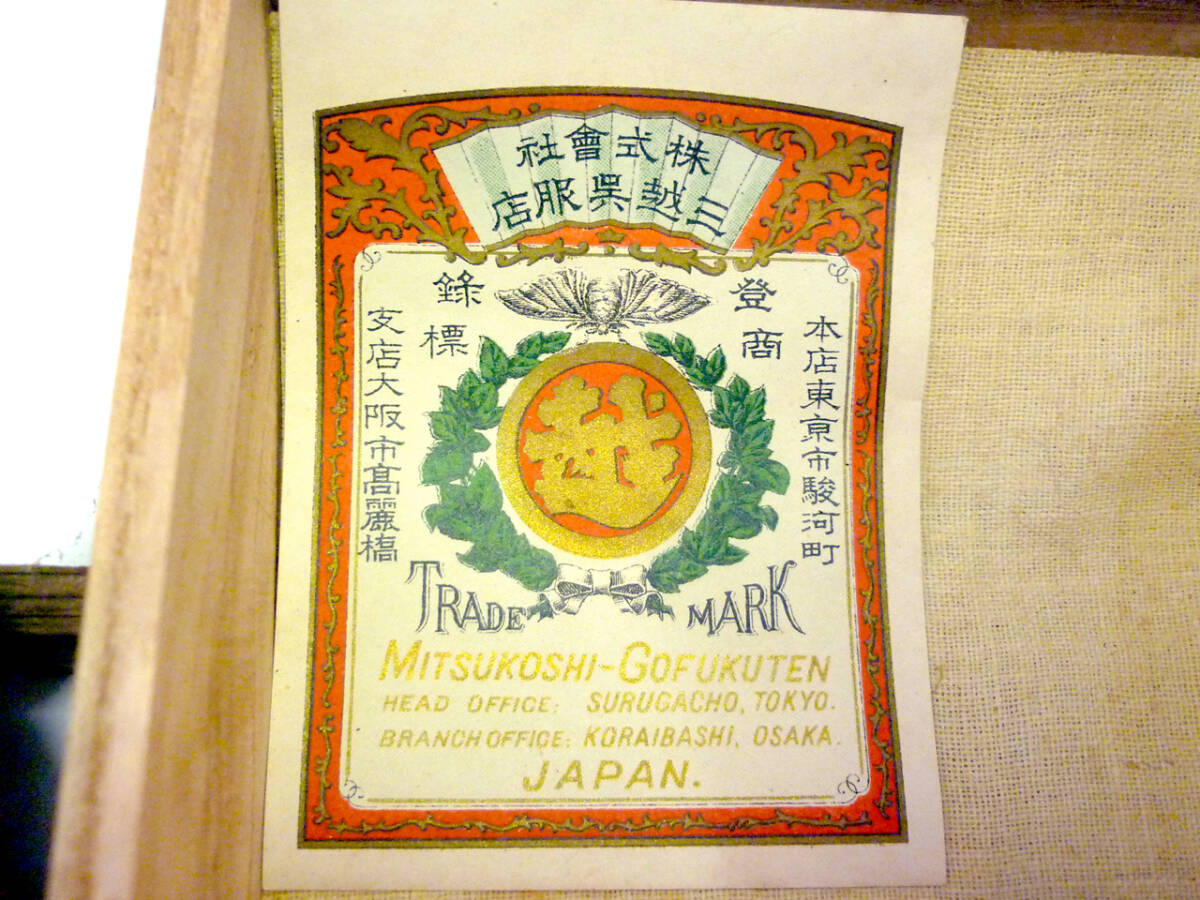 株式會社
三越呉服店
登錄
商標
本店東亰市駿河町
支店大阪市髙麗橋
越
TRADE MARK
MITSUKOSHI-GOFUKUTEN
HEAD OFFICE: SURUGACHO, TOKYO.
BRANCH OFFICE: KORAIBASHI, OSAKA.
JAPAN.